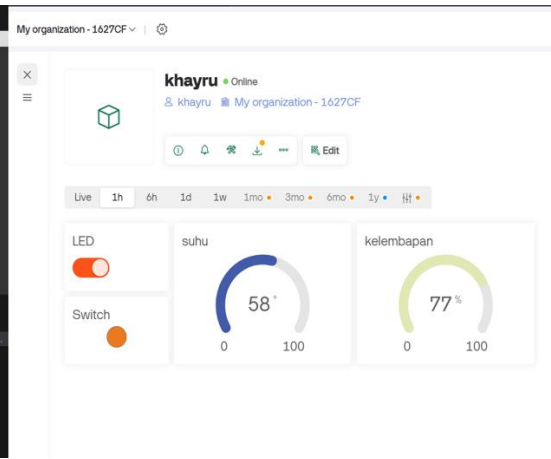 My organization - 1627CF
khayru Online
khayru My organization - 1627CF
Edit
Live 1h 6h 1d 1w 1mo 3mo 6mo 1y
LED
suhu
kelembapan
58°
77%
Switch
0 100
0 100